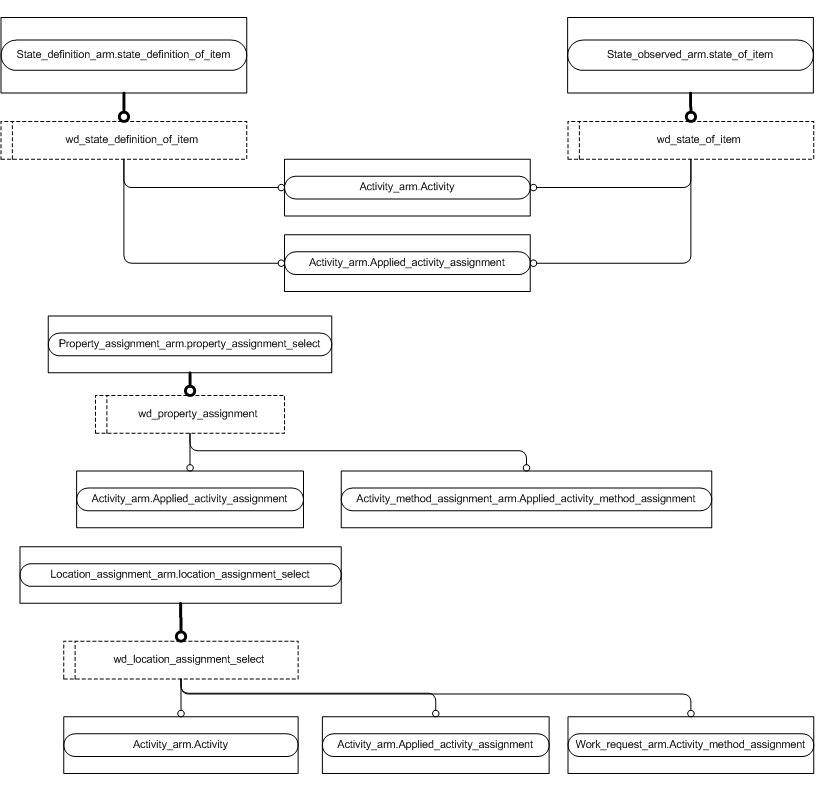 State_definition_arm.state_definition_of_item
State_observed_arm.state_of_item
wd_state_definition_of_item
wd_state_of_item
Activity_arm.Activity
Activity_arm.Applied_activity_assignment
Property_assignment_arm.property_assignment_select
wd_property_assignment
Activity_arm.Applied_activity_assignment
Activity_method_assignment_arm.Applied_activity_method_assignment
Location_assignment_arm.location_assignment_select
wd_location_assignment_select
Activity_arm.Activity
Activity_arm.Applied_activity_assignment
Work_request_arm.Activity_method_assignment